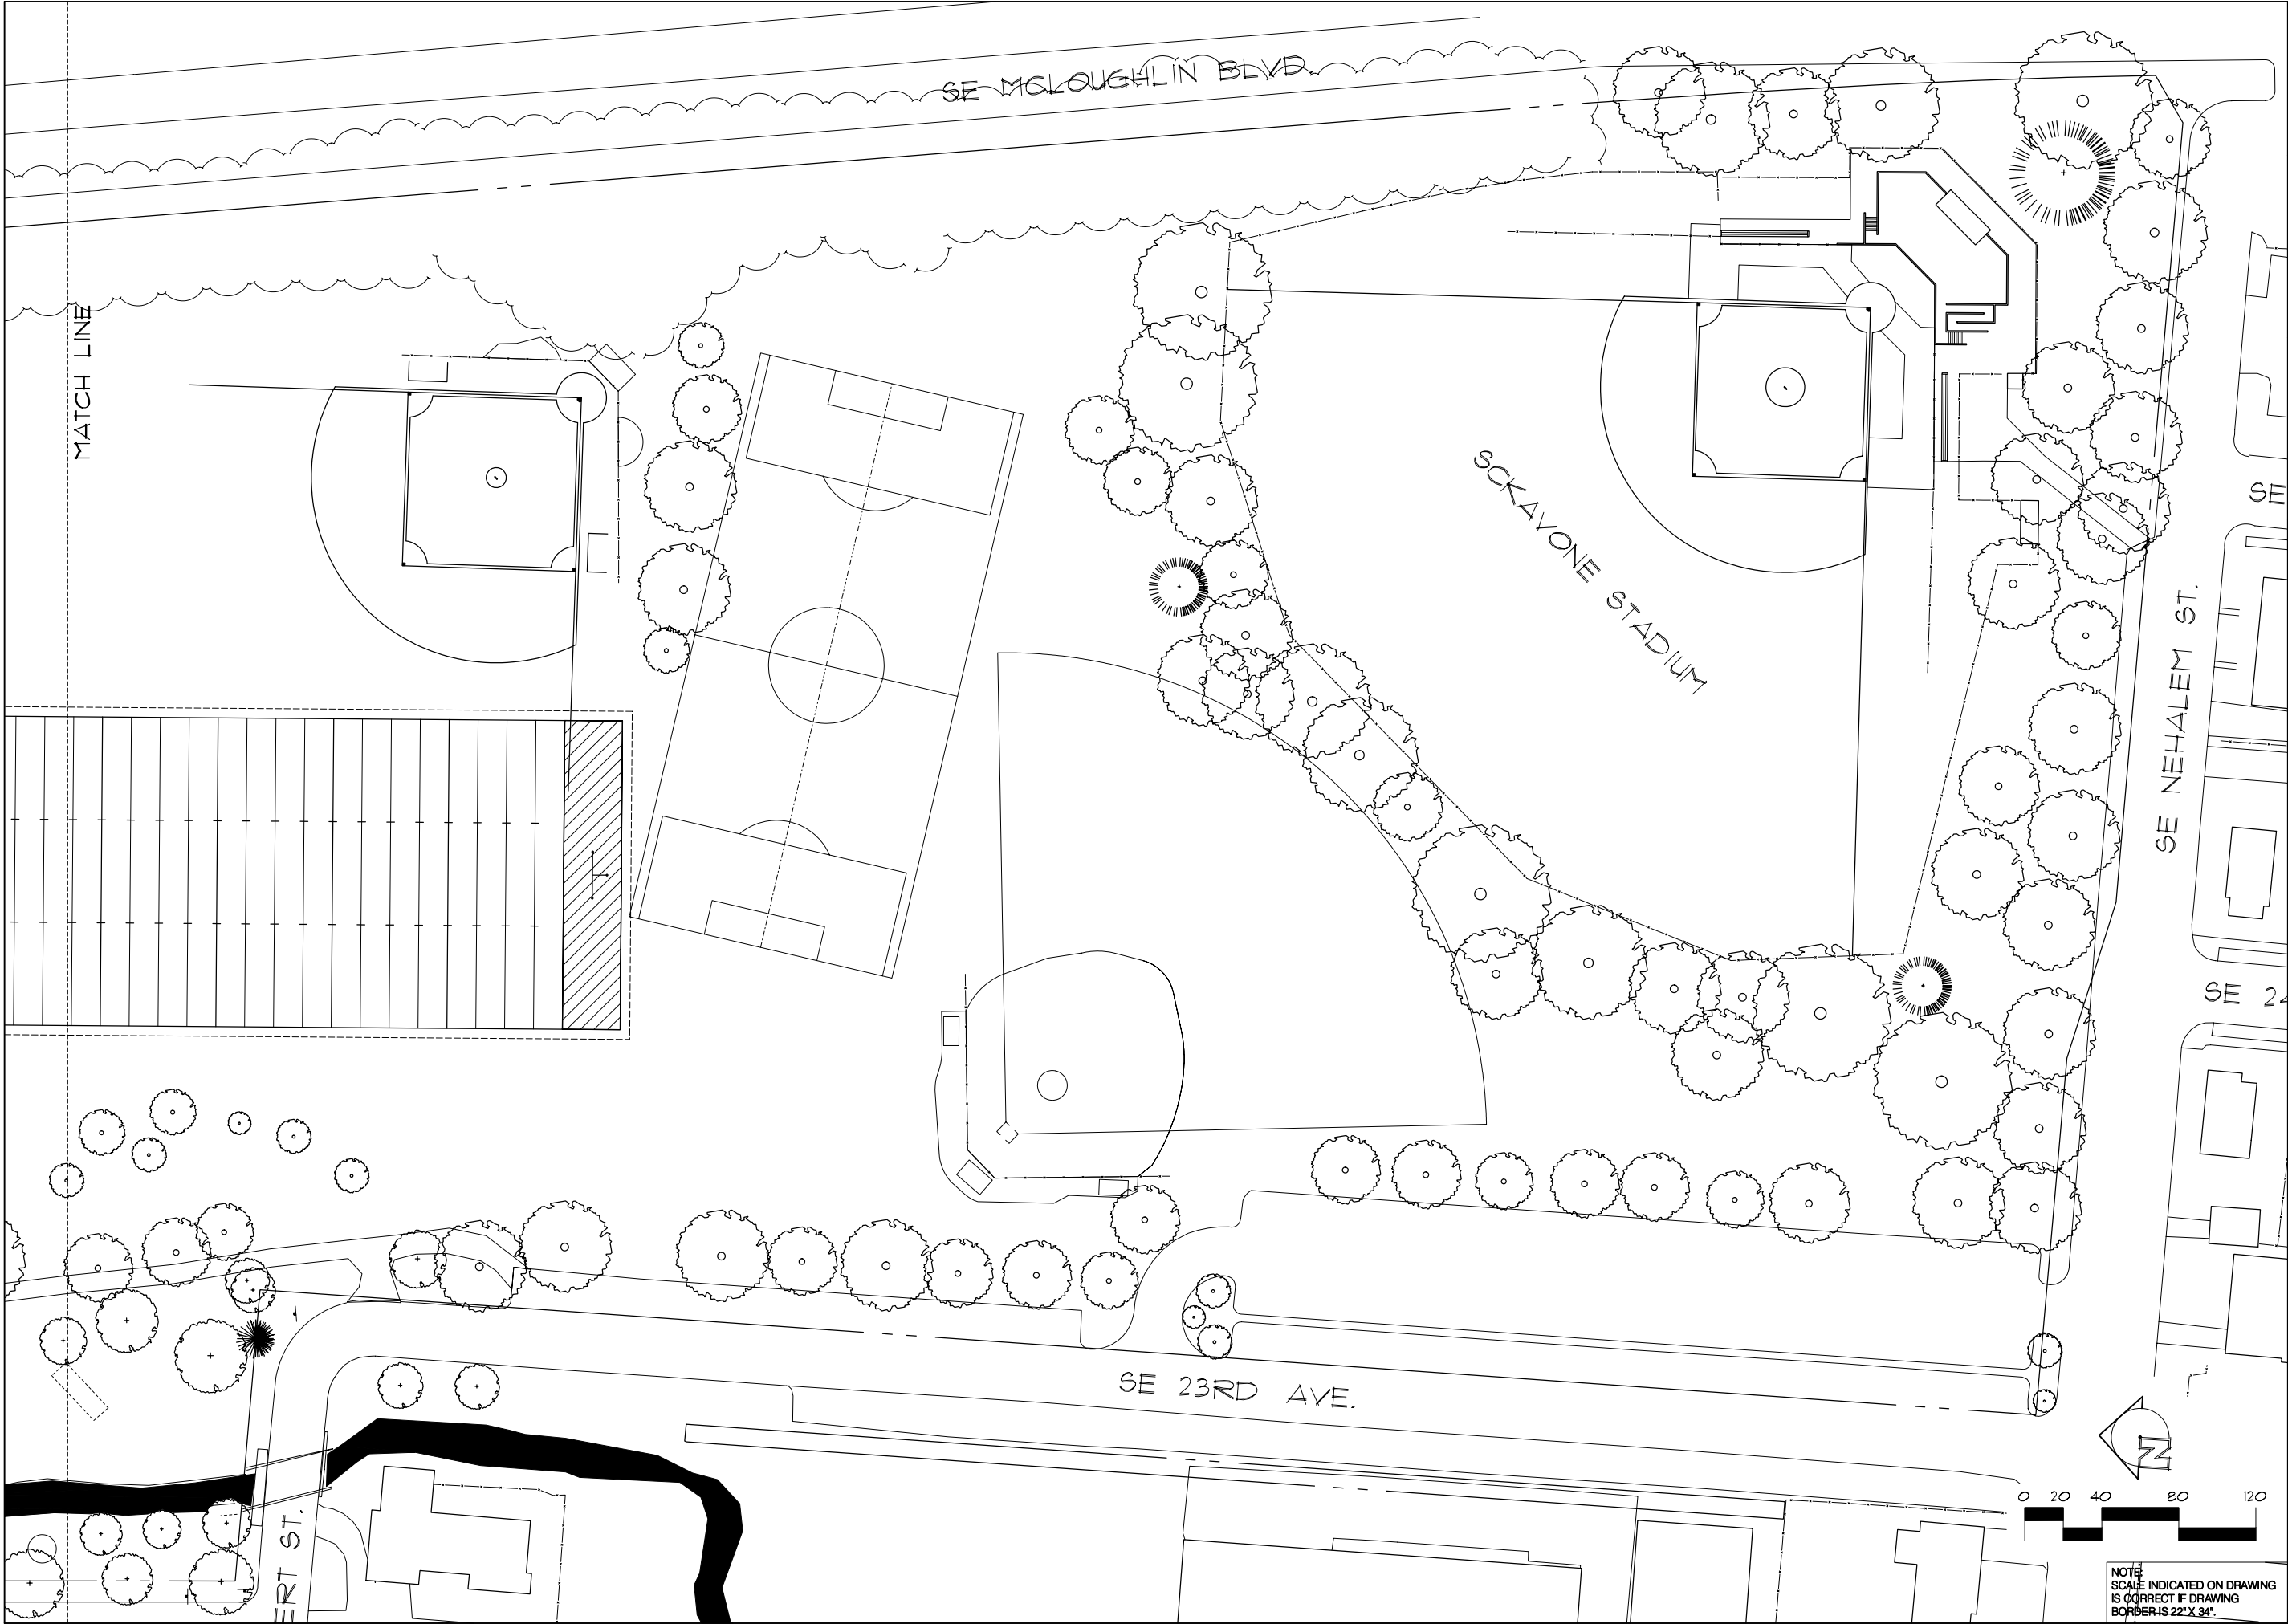 SE MCLOUGHLIN BLVD.
MATCH LINE
SCKAVONE STADIUM
SE
SE NEHALEM ST.
SE 24
SE 23RD AVE.
ERT ST.
N
0 20 40 80 120
NOTE:
SCALE INDICATED ON DRAWING
IS CORRECT IF DRAWING
BORDER IS 22" X 34".